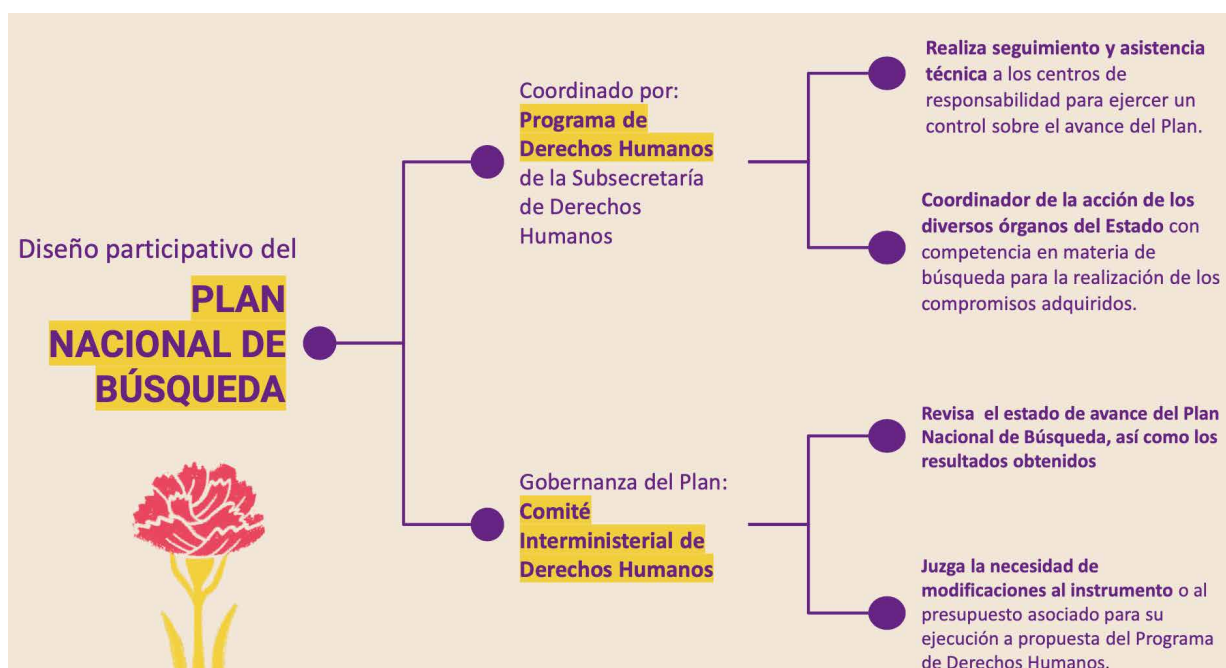 Diseño participativo del
PLAN
NACIONAL DE
BÚSQUEDA
Coordinado por:
Programa de
Derechos Humanos
de la Subsecretaría
de Derechos
Humanos
Realiza seguimiento y asistencia
técnica a los centros de
responsabilidad para ejercer un
control sobre el avance del Plan.
Coordinador de la acción de los
diversos órganos del Estado con
competencia en materia de
búsqueda para la realización de los
compromisos adquiridos.
Gobernanza del Plan:
Comité
Interministerial de
Derechos Humanos
Revisa el estado de avance del Plan
Nacional de Búsqueda, así como los
resultados obtenidos
Juzga la necesidad de
modificaciones al instrumento o al
presupuesto asociado para su
ejecución a propuesta del Programa
de Derechos Humanos.